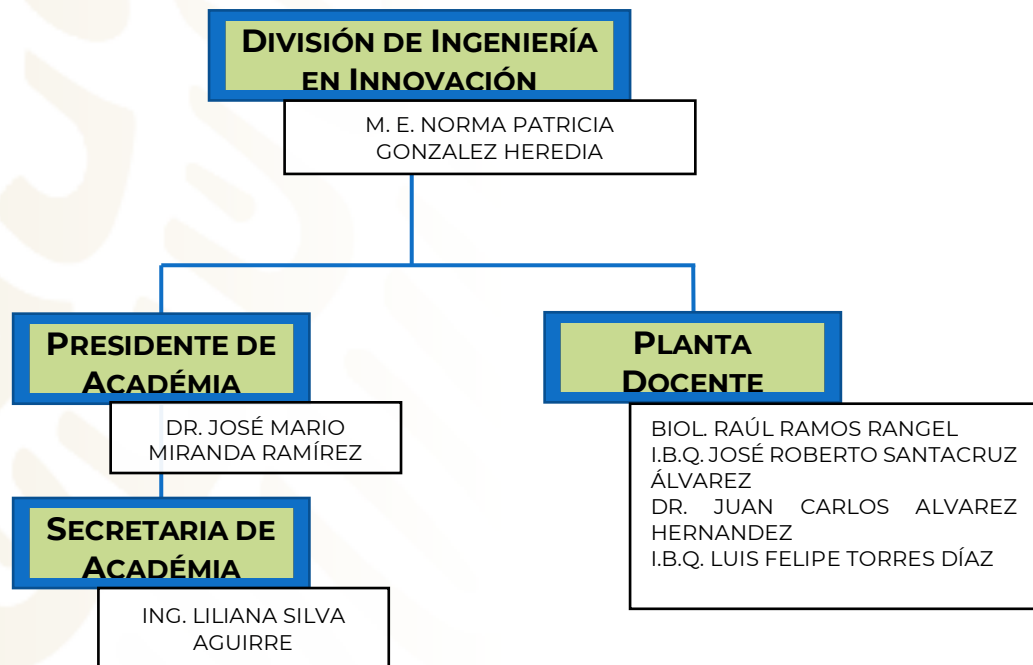 DIVISIÓN DE INGENIERÍA
EN INNOVACIÓN
M. E. NORMA PATRICIA
GONZALEZ HEREDIA
PRESIDENTE DE
ACADÉMIA
DR. JOSÉ MARIO
MIRANDA RAMÍREZ
SECRETARIA DE
ACADÉMIA
ING. LILIANA SILVA
AGUIRRE
PLANTA
DOCENTE
BIOL. RAÚL RAMOS RANGEL
I.B.Q. JOSÉ ROBERTO SANTACRUZ
ÁLVAREZ
DR. JUAN CARLOS ALVAREZ
HERNANDEZ
I.B.Q. LUIS FELIPE TORRES DÍAZ